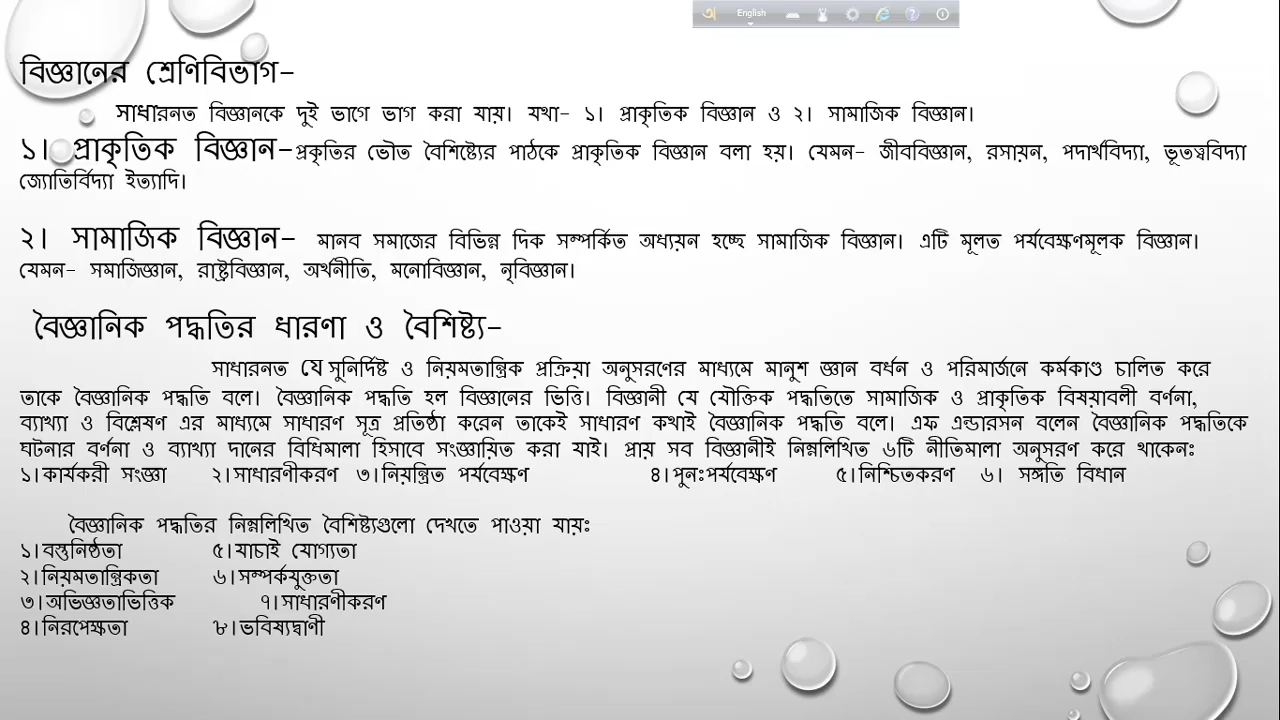 অ English
বিজ্ঞানের শ্রেণিবিভাগ–
সাধারনত বিজ্ঞানকে দুই ভাগে ভাগ করা যায়। যথা– ১। প্রাকৃতিক বিজ্ঞান ও ২। সামাজিক বিজ্ঞান।
১। প্রাকৃতিক বিজ্ঞান–প্রকৃতির ভৌত বৈশিষ্ট্যের পাঠকে প্রাকৃতিক বিজ্ঞান বলা হয়। যেমন– জীববিজ্ঞান, রসায়ন, পদার্থবিদ্যা, ভূতত্ত্ববিদ্যা
জ্যোতির্বিদ্যা ইত্যাদি।
২। সামাজিক বিজ্ঞান– মানব সমাজের বিভিন্ন দিক সম্পর্কিত অধ্যয়ন হচ্ছে সামাজিক বিজ্ঞান। এটি মূলত পর্যবেক্ষণমূলক বিজ্ঞান।
যেমন– সমাজিজ্ঞান, রাষ্ট্রবিজ্ঞান, অর্থনীতি, মনোবিজ্ঞান, নৃবিজ্ঞান।
বৈজ্ঞানিক পদ্ধতির ধারণা ও বৈশিষ্ট্য–
সাধারনত যে সুনির্দিষ্ট ও নিয়মতান্ত্রিক প্রক্রিয়া অনুসরণের মাধ্যমে মানুশ জ্ঞান বর্ধন ও পরিমার্জনে কর্মকাণ্ড চালিত করে
তাকে বৈজ্ঞানিক পদ্ধতি বলে। বৈজ্ঞানিক পদ্ধতি হল বিজ্ঞানের ভিত্তি। বিজ্ঞানী যে যৌক্তিক পদ্ধতিতে সামাজিক ও প্রাকৃতিক বিষয়াবলী বর্ণনা,
ব্যাখ্যা ও বিশ্লেষণ এর মাধ্যমে সাধারণ সূত্র প্রতিষ্ঠা করেন তাকেই সাধারণ কথাই বৈজ্ঞানিক পদ্ধতি বলে। এফ এন্ডারসন বলেন বৈজ্ঞানিক পদ্ধতিকে
ঘটনার বর্ণনা ও ব্যাখ্যা দানের বিধিমালা হিসাবে সংজ্ঞায়িত করা যাই। প্রায় সব বিজ্ঞানীই নিম্নলিখিত ৬টি নীতিমালা অনুসরণ করে থাকেনঃ
১।কার্যকরী সংজ্ঞা ২।সাধারণীকরণ ৩।নিয়ন্ত্রিত পর্যবেক্ষণ ৪।পুনঃপর্যবেক্ষণ ৫।নিশ্চিতকরণ ৬। সঙ্গতি বিধান
বৈজ্ঞানিক পদ্ধতির নিম্নলিখিত বৈশিষ্ট্যগুলো দেখতে পাওয়া যায়ঃ
১।বস্তুনিষ্ঠতা ৫।যাচাই যোগ্যতা
২।নিয়মতান্ত্রিকতা ৬।সম্পর্কযুক্ততা
৩।অভিজ্ঞতাভিত্তিক ৭।সাধারণীকরণ
৪।নিরপেক্ষতা ৮।ভবিষ্যদ্বাণী